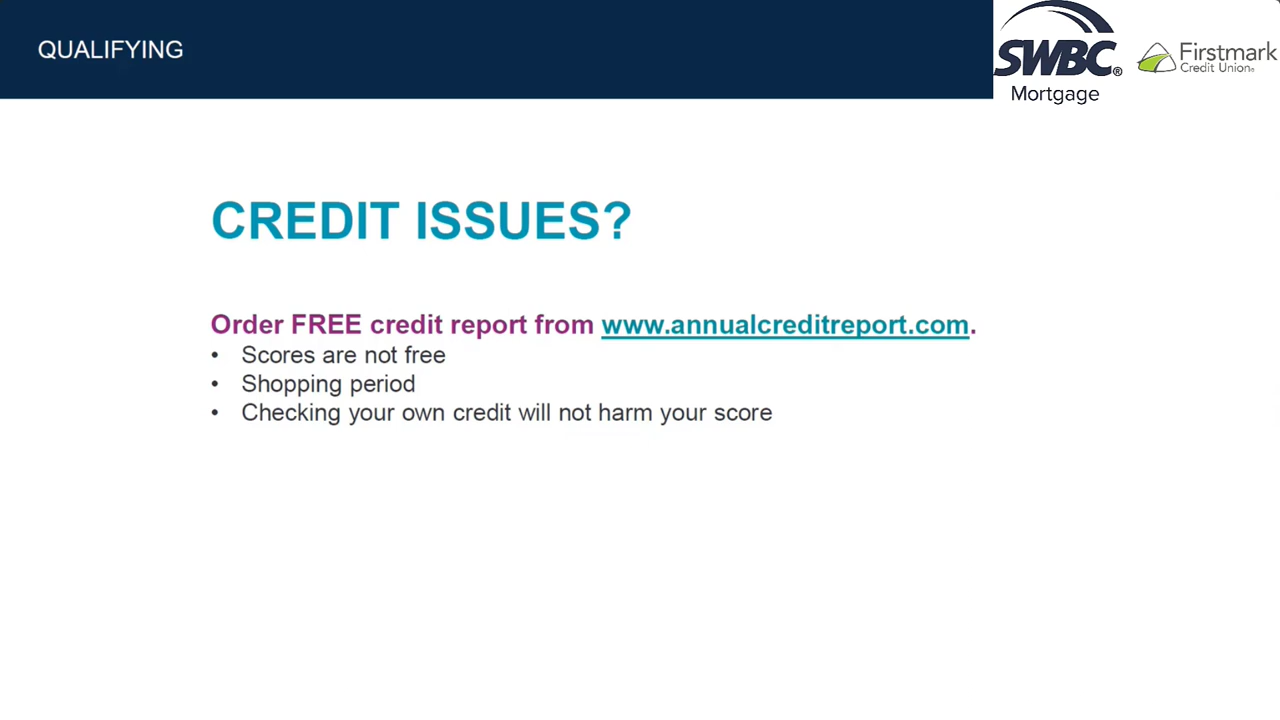 QUALIFYING
SWBC®
Mortgage
Firstmark
Credit Union®
CREDIT ISSUES?
Order FREE credit report from www.annualcreditreport.com.
• Scores are not free
• Shopping period
• Checking your own credit will not harm your score